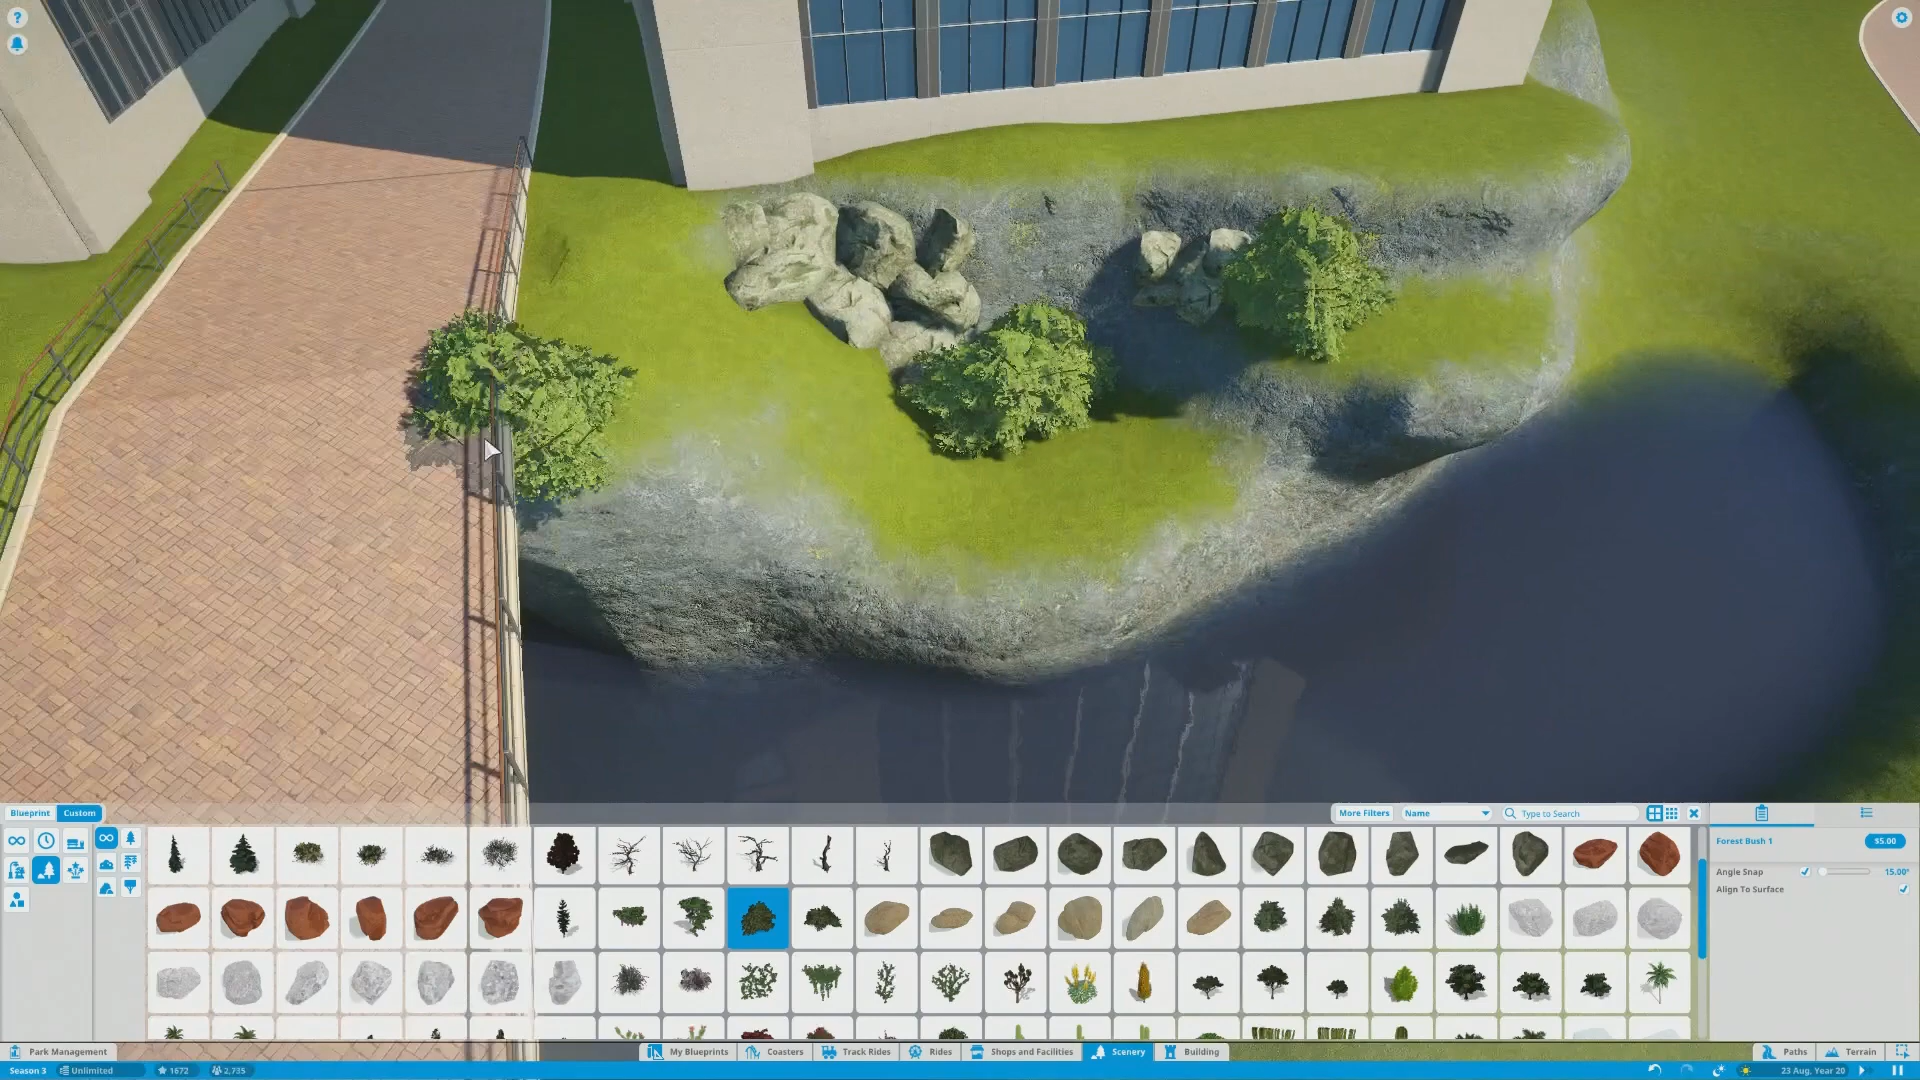 ?
Blueprint
Custom
More Filters
Name
Type to Search
Forest Bush 1
$5.00
Angle Snap
15.00°
Align To Surface
Park Management
My Blueprints
Coasters
Track Rides
Rides
Shops and Facilities
Scenery
Building
Paths
Terrain
Season 3
Unlimited
1672
2,735
23 Aug, Year 20